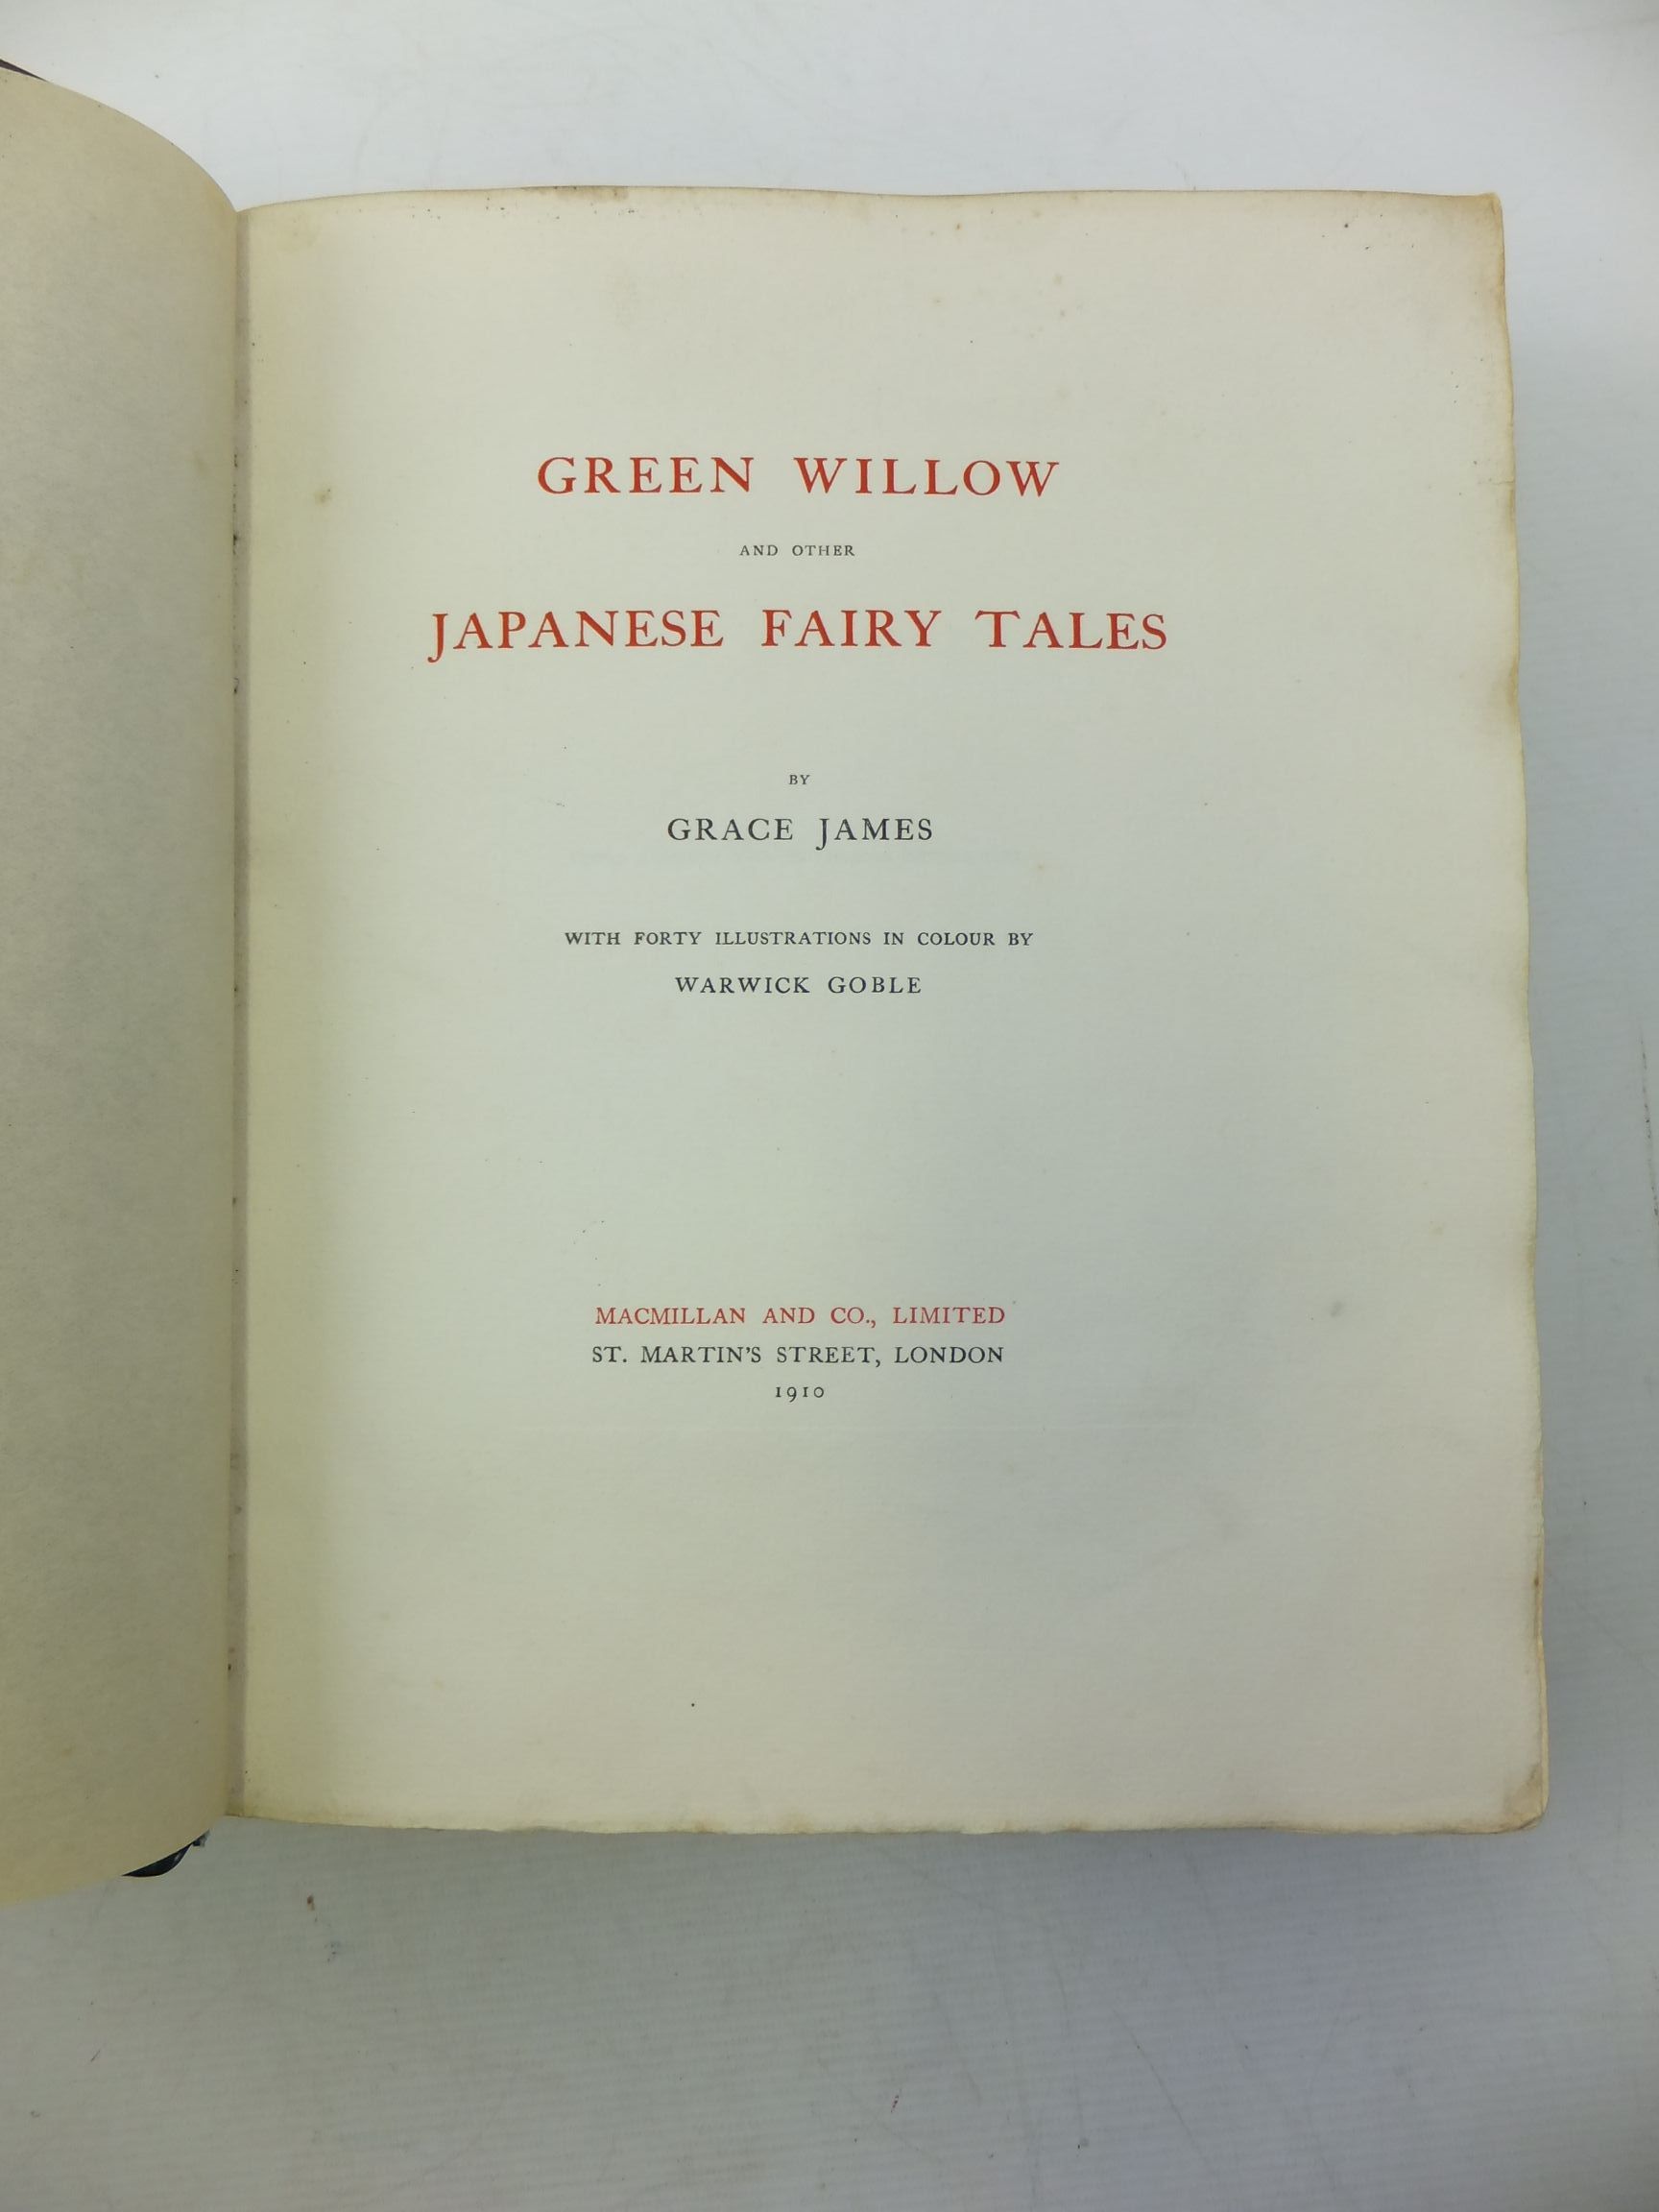 GREEN WILLOW
AND OTHER
JAPANESE FAIRY TALES
BY
GRACE JAMES
WITH FORTY ILLUSTRATIONS IN COLOUR BY
WARWICK GOBLE
MACMILLAN AND CO., LIMITED
ST. MARTIN'S STREET, LONDON
1910